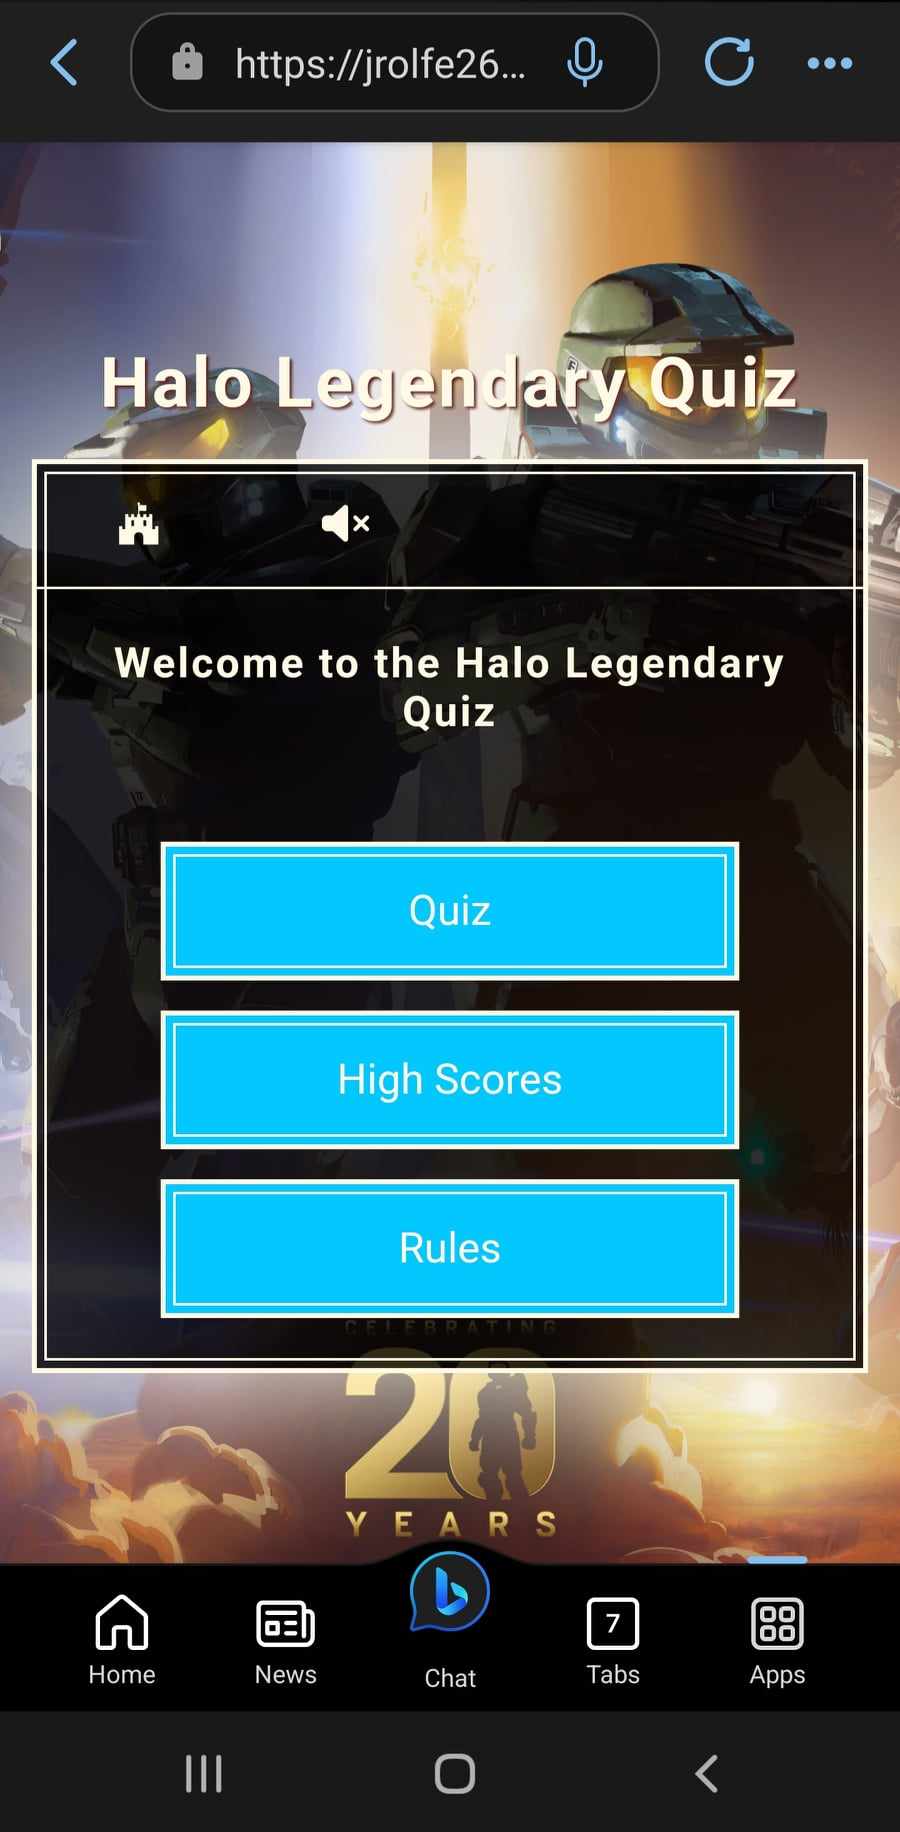 https://jrolfe26...
Halo Legendary Quiz
Welcome to the Halo Legendary
Quiz
Quiz
High Scores
Rules
CELEBRATING
20
YEARS
7
Home
News
Chat
Tabs
Apps